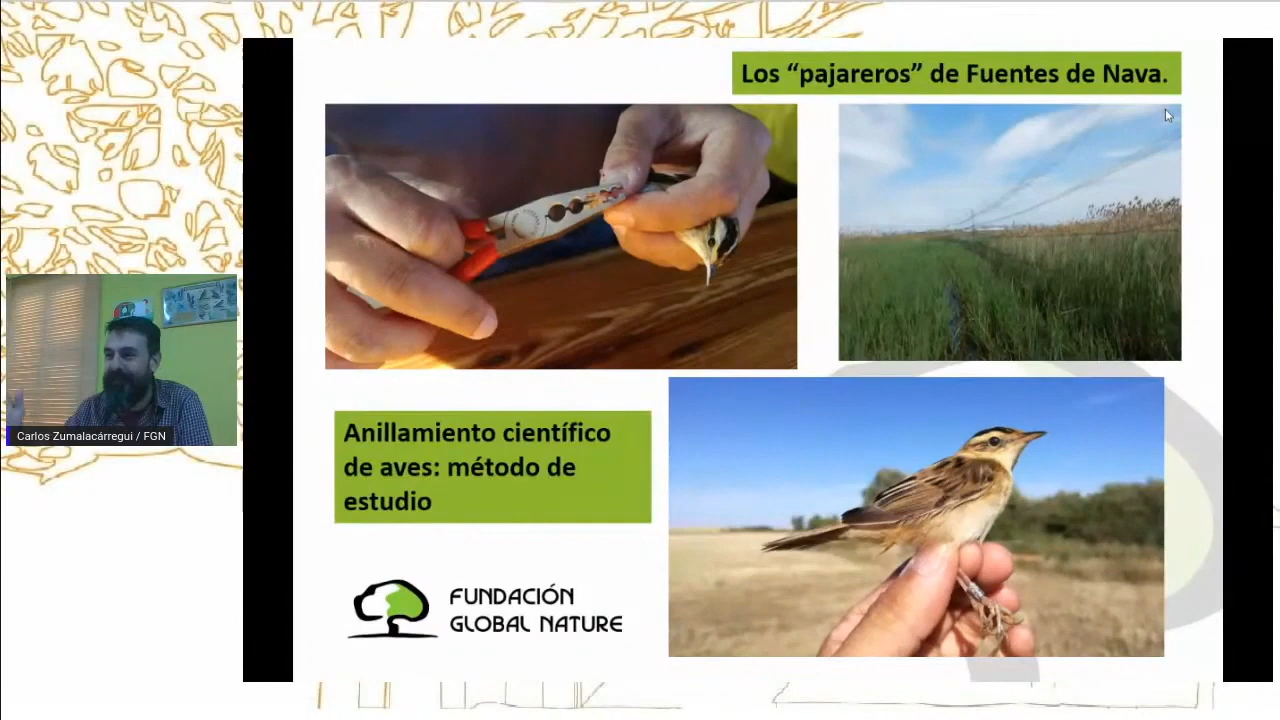 Los “pajareros” de Fuentes de Nava.
Carlos Zumalacárregui / FGN
Anillamiento científico
de aves: método de
estudio
FUNDACIÓN
GLOBAL NATURE